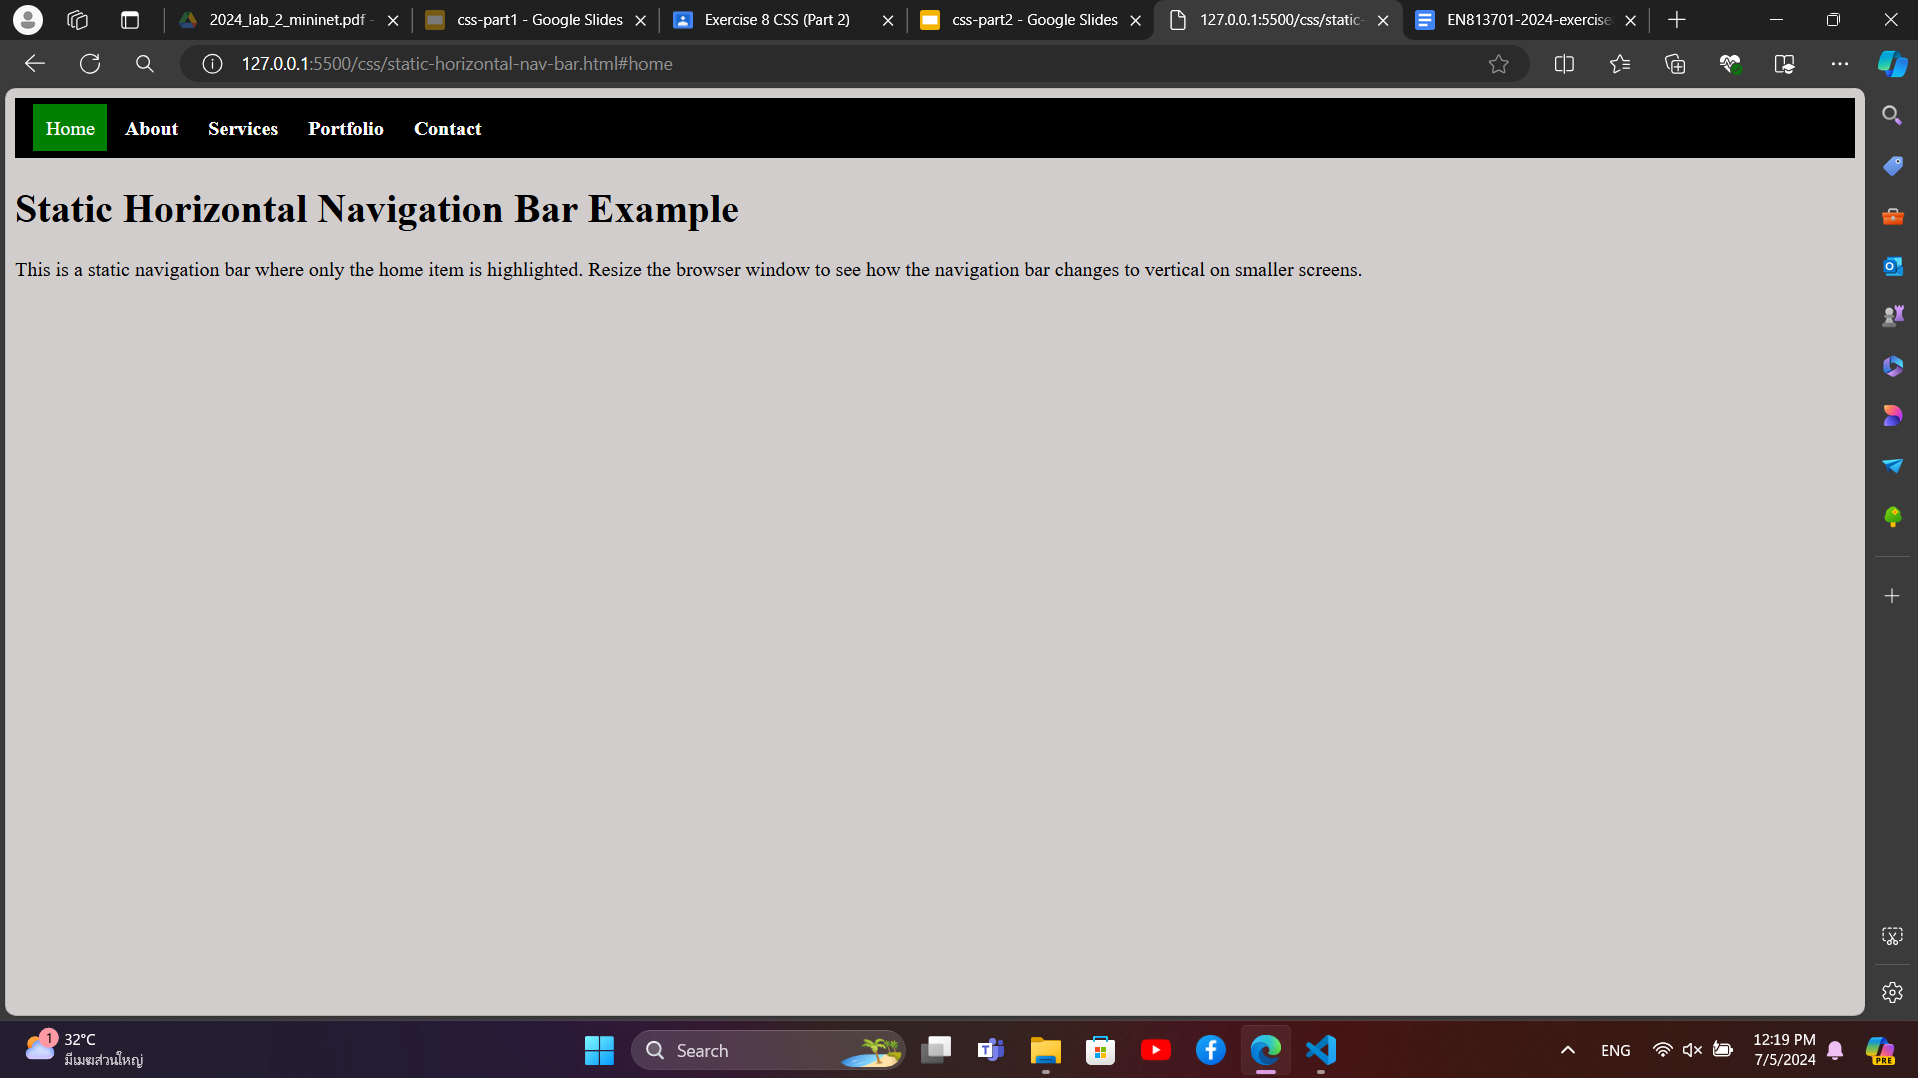 2024_lab_2_mininet.pdf -
css-part1 - Google Slides
Exercise 8 CSS (Part 2)
css-part2 - Google Slides
127.0.0.1:5500/css/static-
EN813701-2024-exercise
127.0.0.1:5500/css/static-horizontal-nav-bar.html#home
Home About Services Portfolio Contact
Static Horizontal Navigation Bar Example
This is a static navigation bar where only the home item is highlighted. Resize the browser window to see how the navigation bar changes to vertical on smaller screens.
1
32°C
มีเมฆส่วนใหญ่
Search
ENG
12:19 PM
7/5/2024
PRE